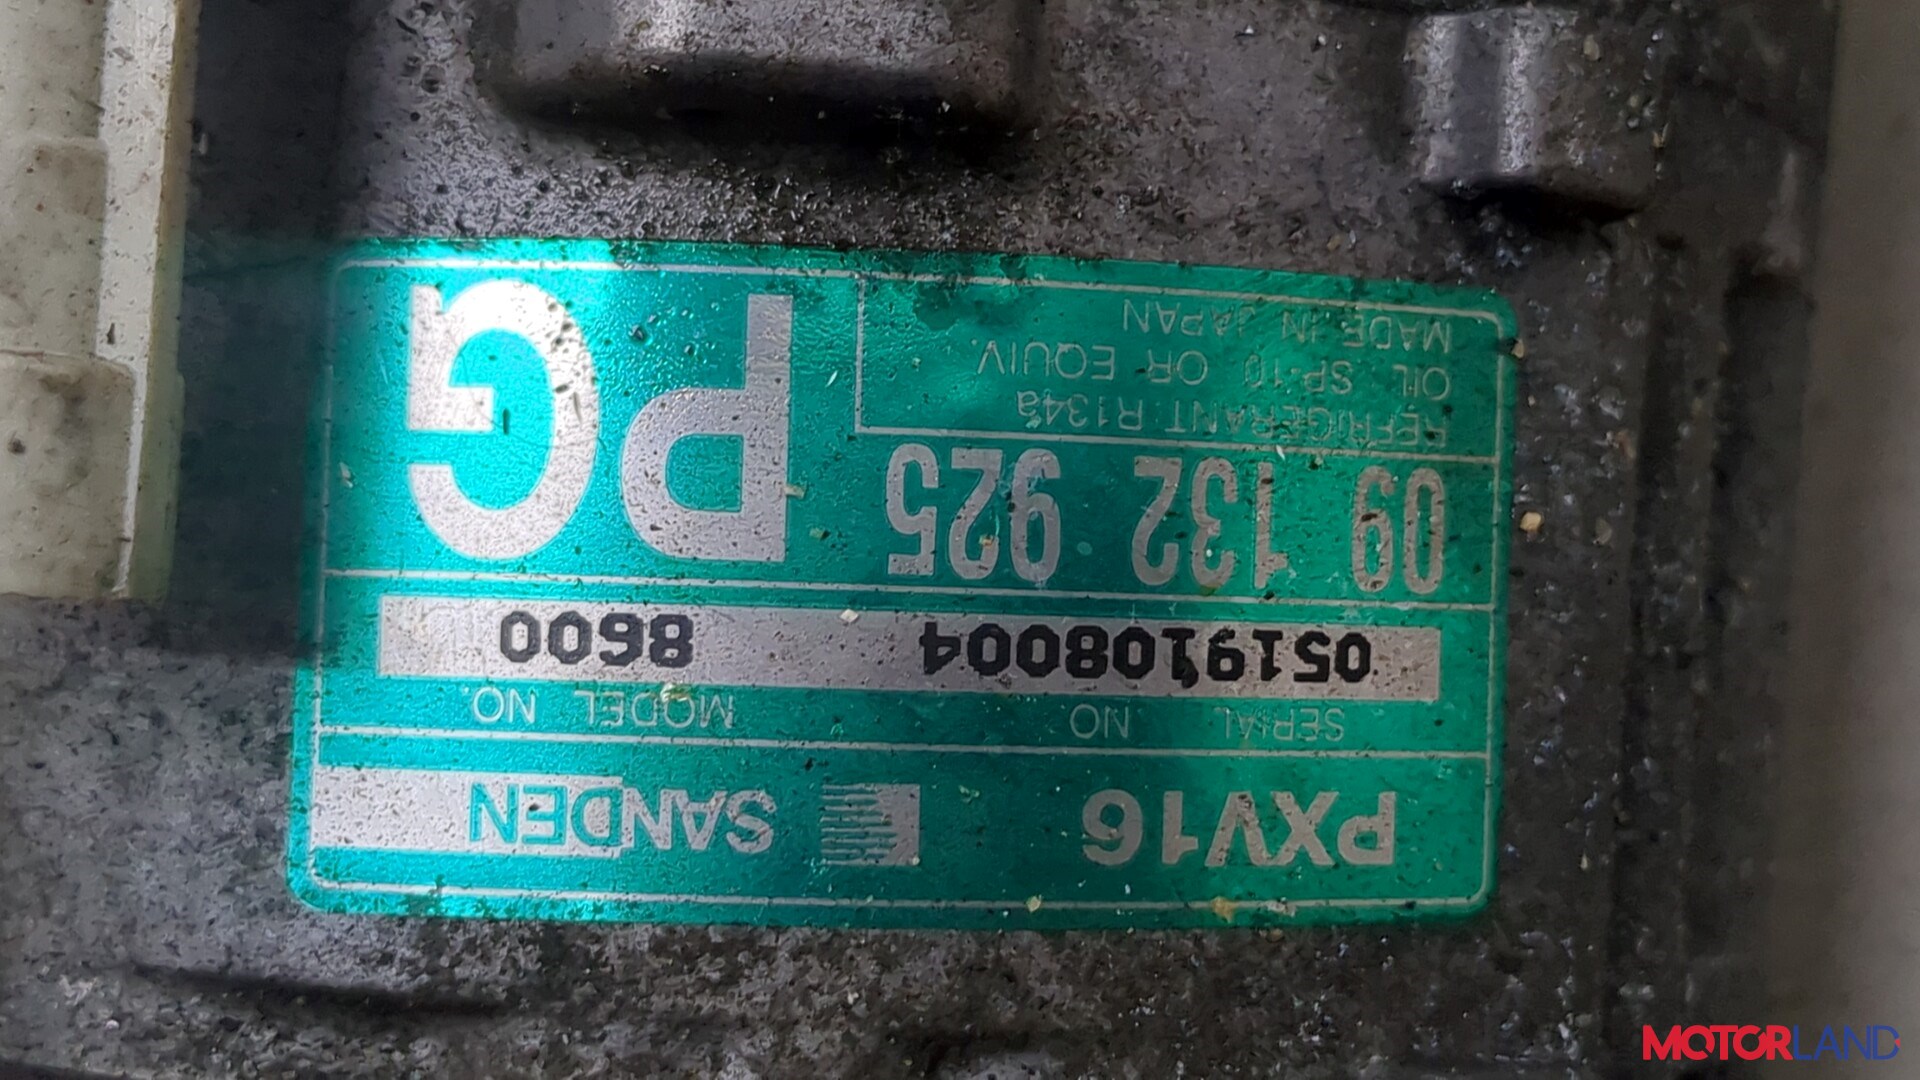 PXV16 SANDEN
SERIAL NO MODEL NO.
0519108004 8600
09 132 925 PG
REFRIGERANT R134a
OIL SP-10 OR EQUIV.
MADE IN JAPAN
MOTORLAND